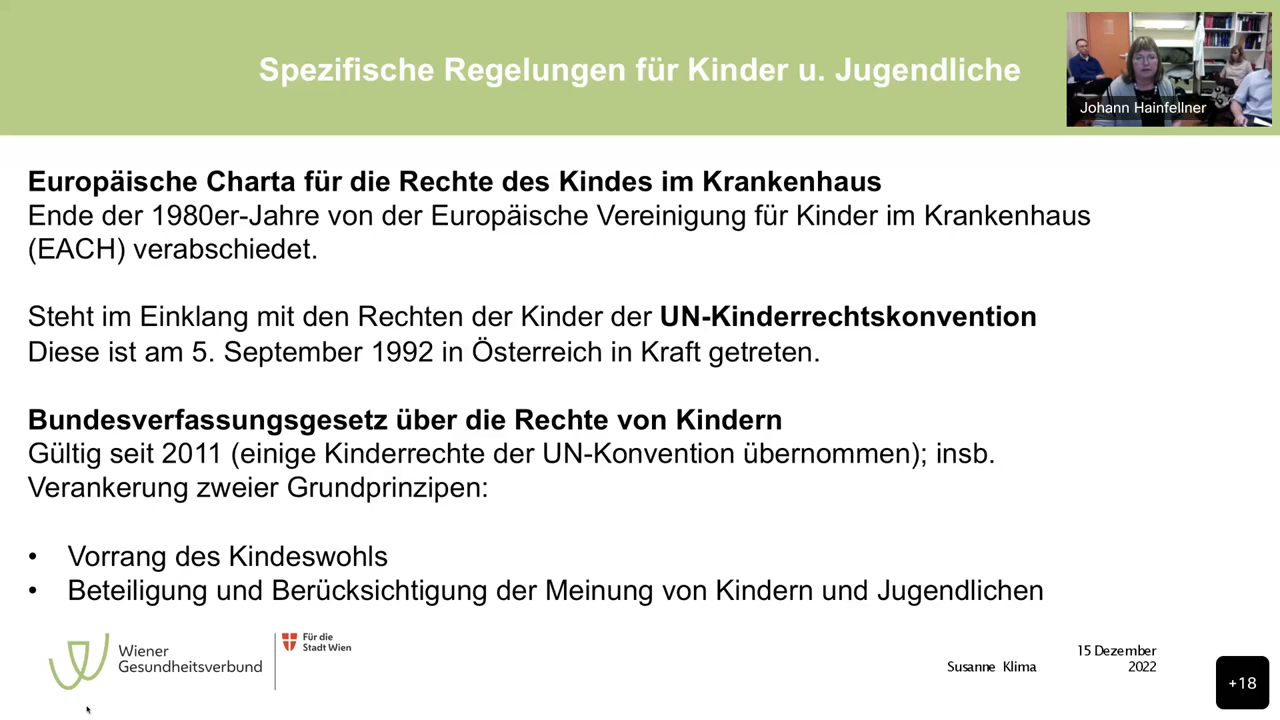 Spezifische Regelungen für Kinder u. Jugendliche
Johann Hainfellner
Europäische Charta für die Rechte des Kindes im Krankenhaus
Ende der 1980er-Jahre von der Europäische Vereinigung für Kinder im Krankenhaus
(EACH) verabschiedet.
Steht im Einklang mit den Rechten der Kinder der UN-Kinderrechtskonvention
Diese ist am 5. September 1992 in Österreich in Kraft getreten.
Bundesverfassungsgesetz über die Rechte von Kindern
Gültig seit 2011 (einige Kinderrechte der UN-Konvention übernommen); insb.
Verankerung zweier Grundprinzipen:
• Vorrang des Kindeswohls
• Beteiligung und Berücksichtigung der Meinung von Kindern und Jugendlichen
Wiener
Gesundheitsverbund
Für die
Stadt Wien
Susanne Klima
15 Dezember
2022
+18